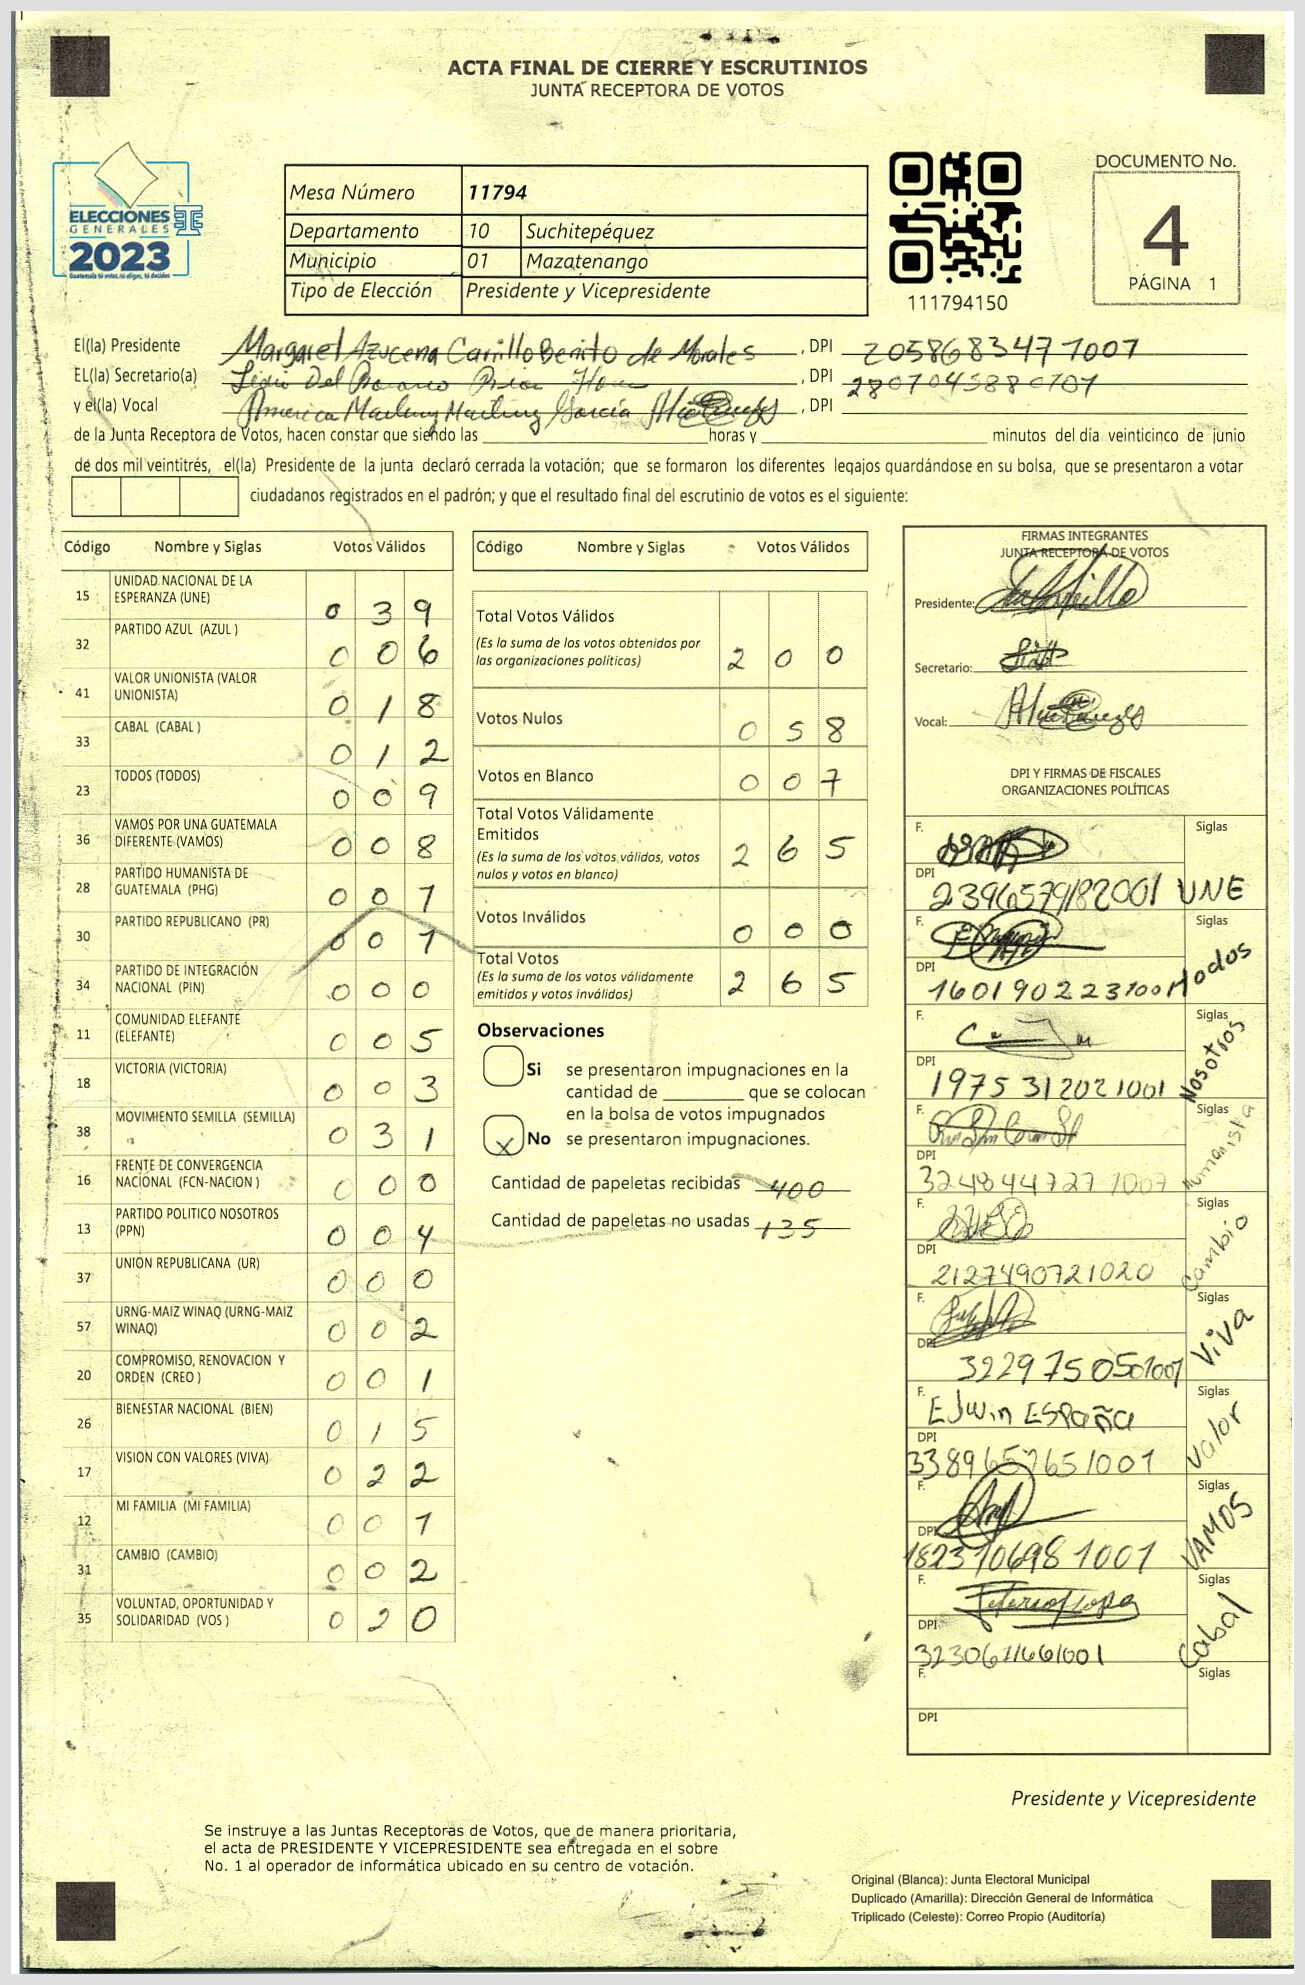 ACTA FINAL DE CIERRE Y ESCRUTINIOS
JUNTA RECEPTORA DE VOTOS
ELECCIONES
GENERALES
2023
Guatemala tú votas, tú eliges, tú decides
Mesa Número 11794
Departamento 10 Suchitepéquez
Municipio 01 Mazatenango
Tipo de Elección Presidente y Vicepresidente
111794150
DOCUMENTO No.
4
PÁGINA 1
El(la) Presidente Margaret Azucena Carrillo Benito de Morales, DPI 2058683471007
EL(la) Secretario(a) Del, DPI 2807045880707
y el(la) Vocal America García, DPI
de la Junta Receptora de Votos, hacen constar que siendo las horas y minutos del día veinticinco de junio
de dos mil veintitrés, el(la) Presidente de la junta declaró cerrada la votación; que se formaron los diferentes legajos guardándose en su bolsa, que se presentaron a votar
ciudadanos registrados en el padrón; y que el resultado final del escrutinio de votos es el siguiente:
Código Nombre y Siglas Votos Válidos
15 UNIDAD NACIONAL DE LA ESPERANZA (UNE) 0 3 9
32 PARTIDO AZUL (AZUL ) 0 0 6
41 VALOR UNIONISTA (VALOR UNIONISTA) 0 1 8
33 CABAL (CABAL ) 0 1 2
23 TODOS (TODOS) 0 0 9
36 VAMOS POR UNA GUATEMALA DIFERENTE (VAMOS) 0 0 8
28 PARTIDO HUMANISTA DE GUATEMALA (PHG) 0 0 1
30 PARTIDO REPUBLICANO (PR) 0 0 1
34 PARTIDO DE INTEGRACIÓN NACIONAL (PIN) 0 0 0
11 COMUNIDAD ELEFANTE (ELEFANTE) 0 0 5
18 VICTORIA (VICTORIA) 0 0 3
38 MOVIMIENTO SEMILLA (SEMILLA) 0 3 1
16 FRENTE DE CONVERGENCIA NACIONAL (FCN-NACION ) 0 0 0
13 PARTIDO POLITICO NOSOTROS (PPN) 0 0 4
37 UNION REPUBLICANA (UR) 0 0 0
57 URNG-MAIZ WINAQ (URNG-MAIZ WINAQ) 0 0 2
20 COMPROMISO, RENOVACION Y ORDEN (CREO ) 0 0 1
26 BIENESTAR NACIONAL (BIEN) 0 1 5
17 VISION CON VALORES (VIVA) 0 2 2
12 MI FAMILIA (MI FAMILIA) 0 0 1
31 CAMBIO (CAMBIO) 0 0 2
35 VOLUNTAD, OPORTUNIDAD Y SOLIDARIDAD (VOS ) 0 2 0
Código Nombre y Siglas Votos Válidos
Total Votos Válidos 2 0 0
(Es la suma de los votos obtenidos por
las organizaciones políticas)
Votos Nulos 0 5 8
Votos en Blanco 0 0 7
Total Votos Válidamente
Emitidos 2 6 5
(Es la suma de los votos válidos, votos
nulos y votos en blanco)
Votos Inválidos 0 0 0
Total Votos 2 6 5
(Es la suma de los votos válidamente
emitidos y votos inválidos)
Observaciones
Si se presentaron impugnaciones en la
cantidad de que se colocan
en la bolsa de votos impugnados
X No se presentaron impugnaciones.
Cantidad de papeletas recibidas 400
Cantidad de papeletas no usadas 135
FIRMAS INTEGRANTES
JUNTA RECEPTORA DE VOTOS
Presidente:
Secretario:
Vocal:
DPI Y FIRMAS DE FISCALES
ORGANIZACIONES POLÍTICAS
F. Siglas
DPI 2396579182001 UNE
F. Siglas
DPI 1601902231001 todos
F. Siglas
DPI 1975312021001 Nosotros
F. Siglas
DPI 3248447271007 Humanista
F. Siglas
DPI 2127490721020 Cambio
F. Siglas
DPI 3229750501001 Viva
F. Edwin España Siglas
DPI 3389657651001 Valor
F. Siglas
DPI 1823706981001 VAMOS
F. Siglas
DPI 3230671661001 Cabal
F. Siglas
DPI
Presidente y Vicepresidente
Se instruye a las Juntas Receptoras de Votos, que de manera prioritaria,
el acta de PRESIDENTE Y VICEPRESIDENTE sea entregada en el sobre
No. 1 al operador de informática ubicado en su centro de votación.
Original (Blanca): Junta Electoral Municipal
Duplicado (Amarilla): Dirección General de Informática
Triplicado (Celeste): Correo Propio (Auditoría)